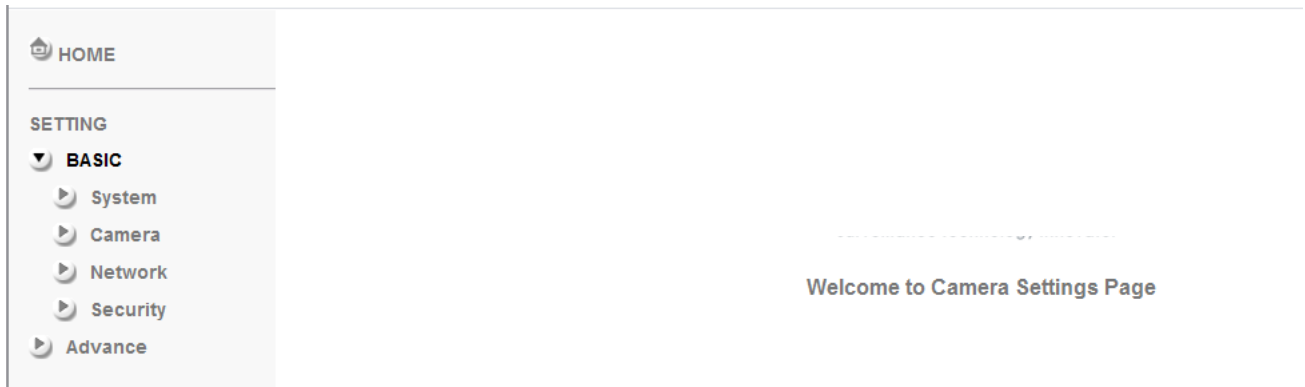 HOME
SETTING
BASIC
System
Camera
Network
Security
Advance
Welcome to Camera Settings Page